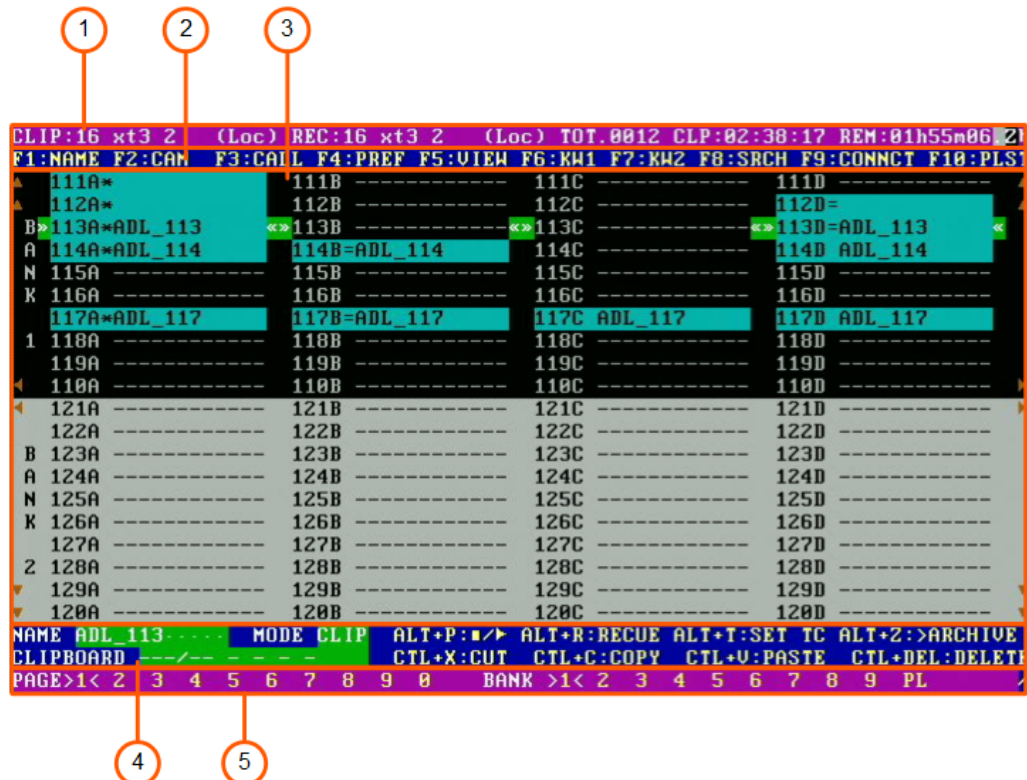 1 2 3
CLIP:16 xt3 2 (Loc) REC:16 xt3 2 (Loc) TOT.0012 CLP:02:38:17 REM:01h55m06
F1:NAME F2:CAM F3:CALL F4:PREF F5:VIEW F6:KW1 F7:KW2 F8:SRCH F9:CONNCT F10:PLST
111A* 111B ------------ 111C ------------ 111D ------------
112A* 112B ------------ 112C ------------ 112D=
B »113A*ADL_113 «»113B ------------ «»113C ------------ «»113D=ADL_113 «
A 114A*ADL_114 114B=ADL_114 114C ------------ 114D ADL_114
N 115A ------------ 115B ------------ 115C ------------ 115D ------------
K 116A ------------ 116B ------------ 116C ------------ 116D ------------
117A*ADL_117 117B=ADL_117 117C ADL_117 117D ADL_117
1 118A ------------ 118B ------------ 118C ------------ 118D ------------
119A ------------ 119B ------------ 119C ------------ 119D ------------
110A ------------ 110B ------------ 110C ------------ 110D ------------
121A ------------ 121B ------------ 121C ------------ 121D ------------
122A ------------ 122B ------------ 122C ------------ 122D ------------
B 123A ------------ 123B ------------ 123C ------------ 123D ------------
A 124A ------------ 124B ------------ 124C ------------ 124D ------------
N 125A ------------ 125B ------------ 125C ------------ 125D ------------
K 126A ------------ 126B ------------ 126C ------------ 126D ------------
127A ------------ 127B ------------ 127C ------------ 127D ------------
2 128A ------------ 128B ------------ 128C ------------ 128D ------------
129A ------------ 129B ------------ 129C ------------ 129D ------------
120A ------------ 120B ------------ 120C ------------ 120D ------------
NAME ADL_113····· MODE CLIP ALT+P:∎/► ALT+R:RECUE ALT+T:SET TC ALT+Z:>ARCHIVE
CLIPBOARD ---/-- - - - - CTL+X:CUT CTL+C:COPY CTL+V:PASTE CTL+DEL:DELETE
PAGE>1< 2 3 4 5 6 7 8 9 0 BANK >1< 2 3 4 5 6 7 8 9 PL
4 5